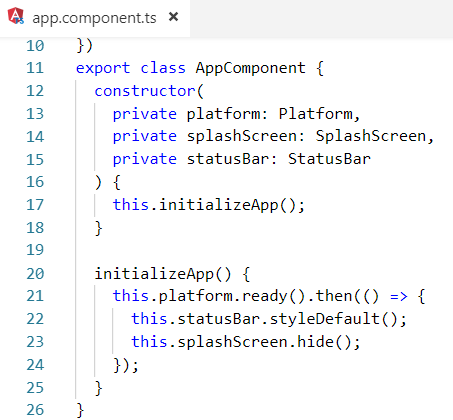 app.component.ts ×
10 })
11 export class AppComponent {
12   constructor(
13     private platform: Platform,
14     private splashScreen: SplashScreen,
15     private statusBar: StatusBar
16   ) {
17     this.initializeApp();
18   }
19
20   initializeApp() {
21     this.platform.ready().then(() => {
22       this.statusBar.styleDefault();
23       this.splashScreen.hide();
24     });
25   }
26 }